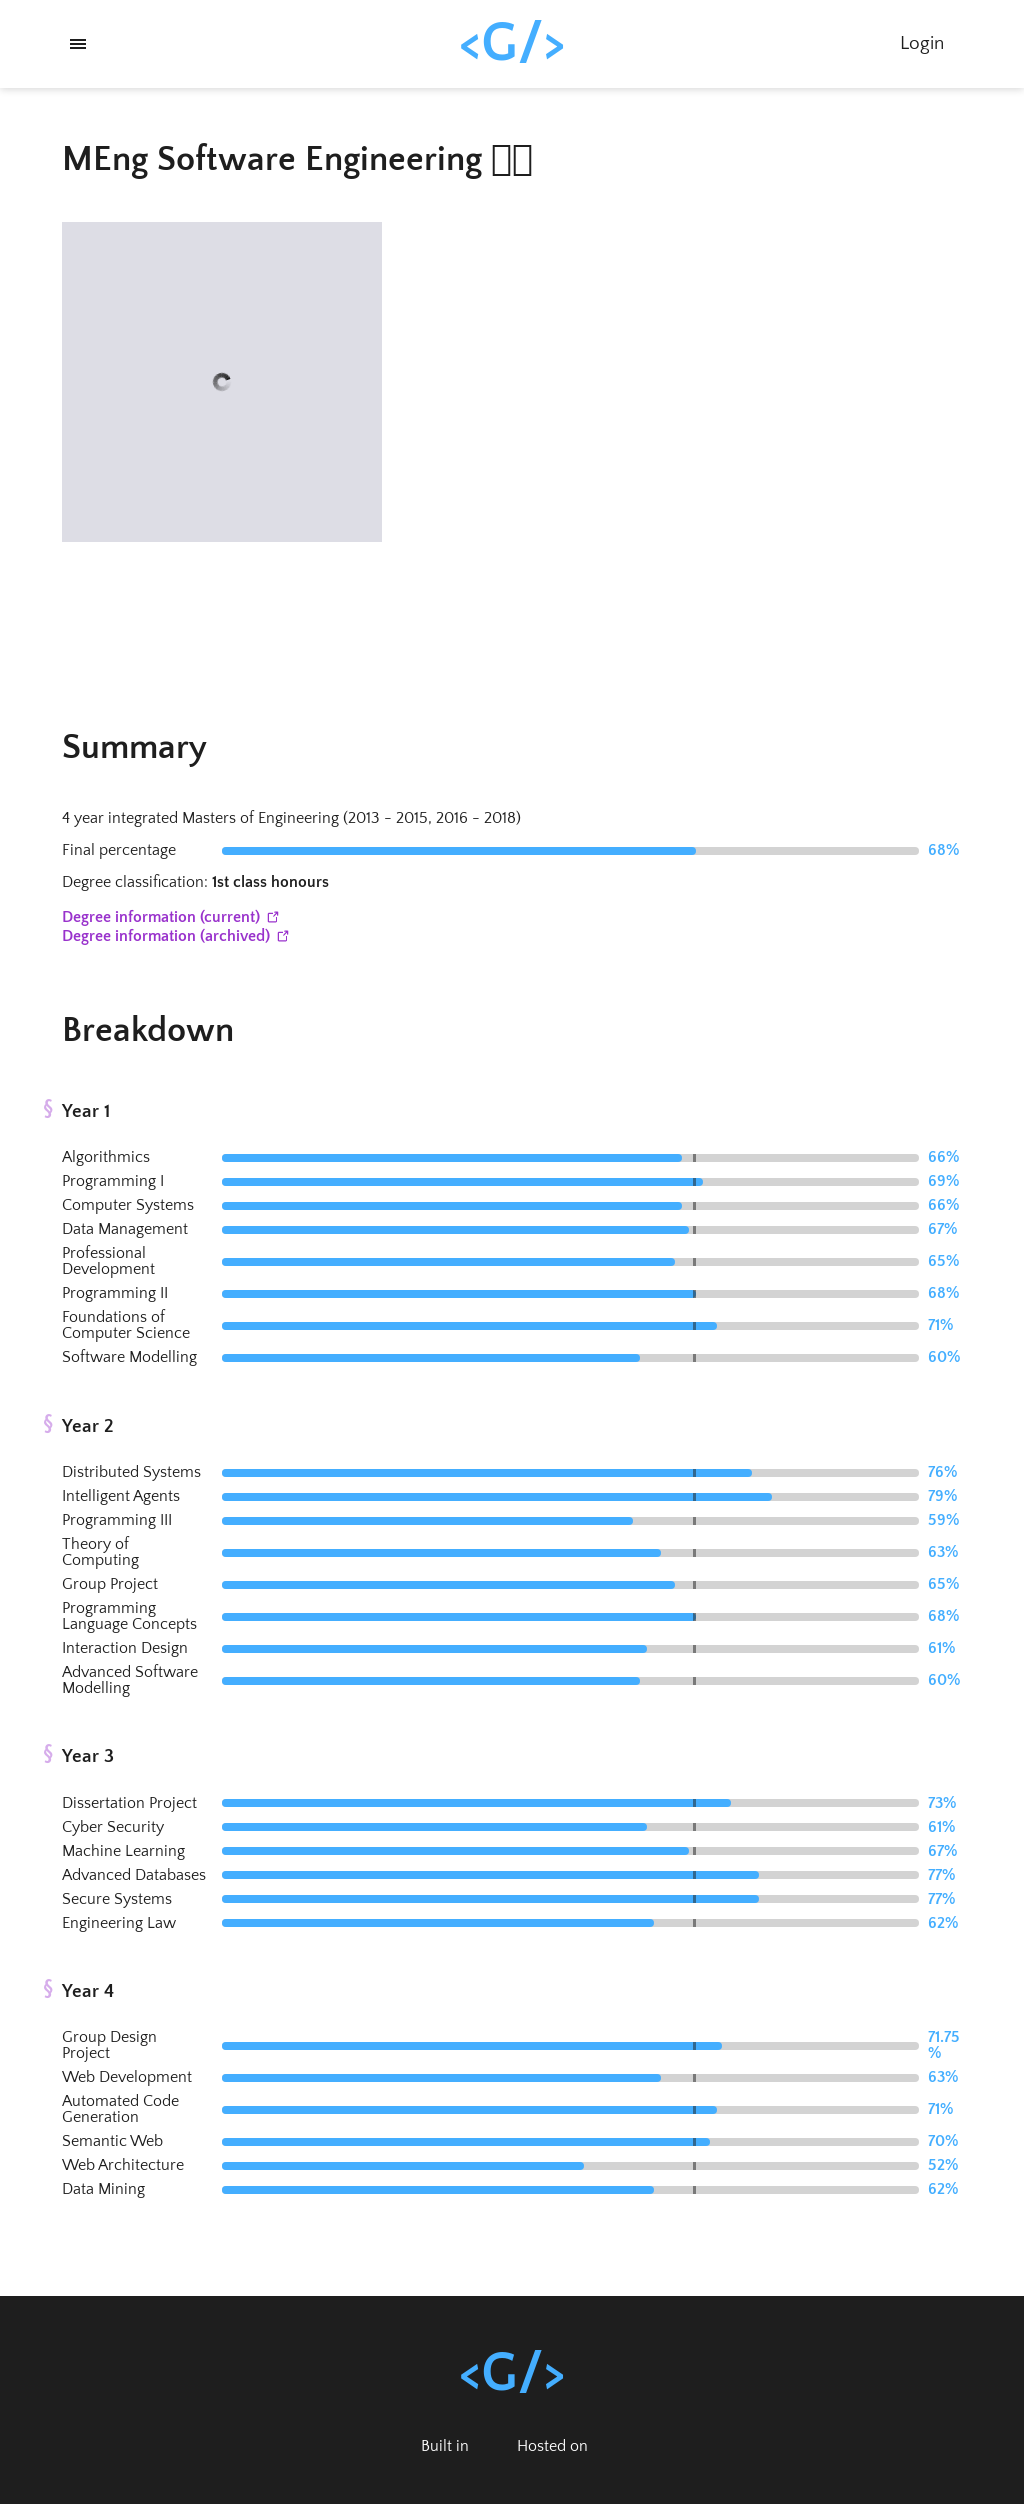 <G/>
Login
MEng Software Engineering
Summary
4 year integrated Masters of Engineering (2013 - 2015, 2016 - 2018)
Final percentage 68%
Degree classification: 1st class honours
Degree information (current)
Degree information (archived)
Breakdown
§ Year 1
Algorithmics 66%
Programming I 69%
Computer Systems 66%
Data Management 67%
Professional
Development 65%
Programming II 68%
Foundations of
Computer Science 71%
Software Modelling 60%
§ Year 2
Distributed Systems 76%
Intelligent Agents 79%
Programming III 59%
Theory of
Computing 63%
Group Project 65%
Programming
Language Concepts 68%
Interaction Design 61%
Advanced Software
Modelling 60%
§ Year 3
Dissertation Project 73%
Cyber Security 61%
Machine Learning 67%
Advanced Databases 77%
Secure Systems 77%
Engineering Law 62%
§ Year 4
Group Design 71.75
Project %
Web Development 63%
Automated Code
Generation 71%
Semantic Web 70%
Web Architecture 52%
Data Mining 62%
<G/>
Built in Hosted on